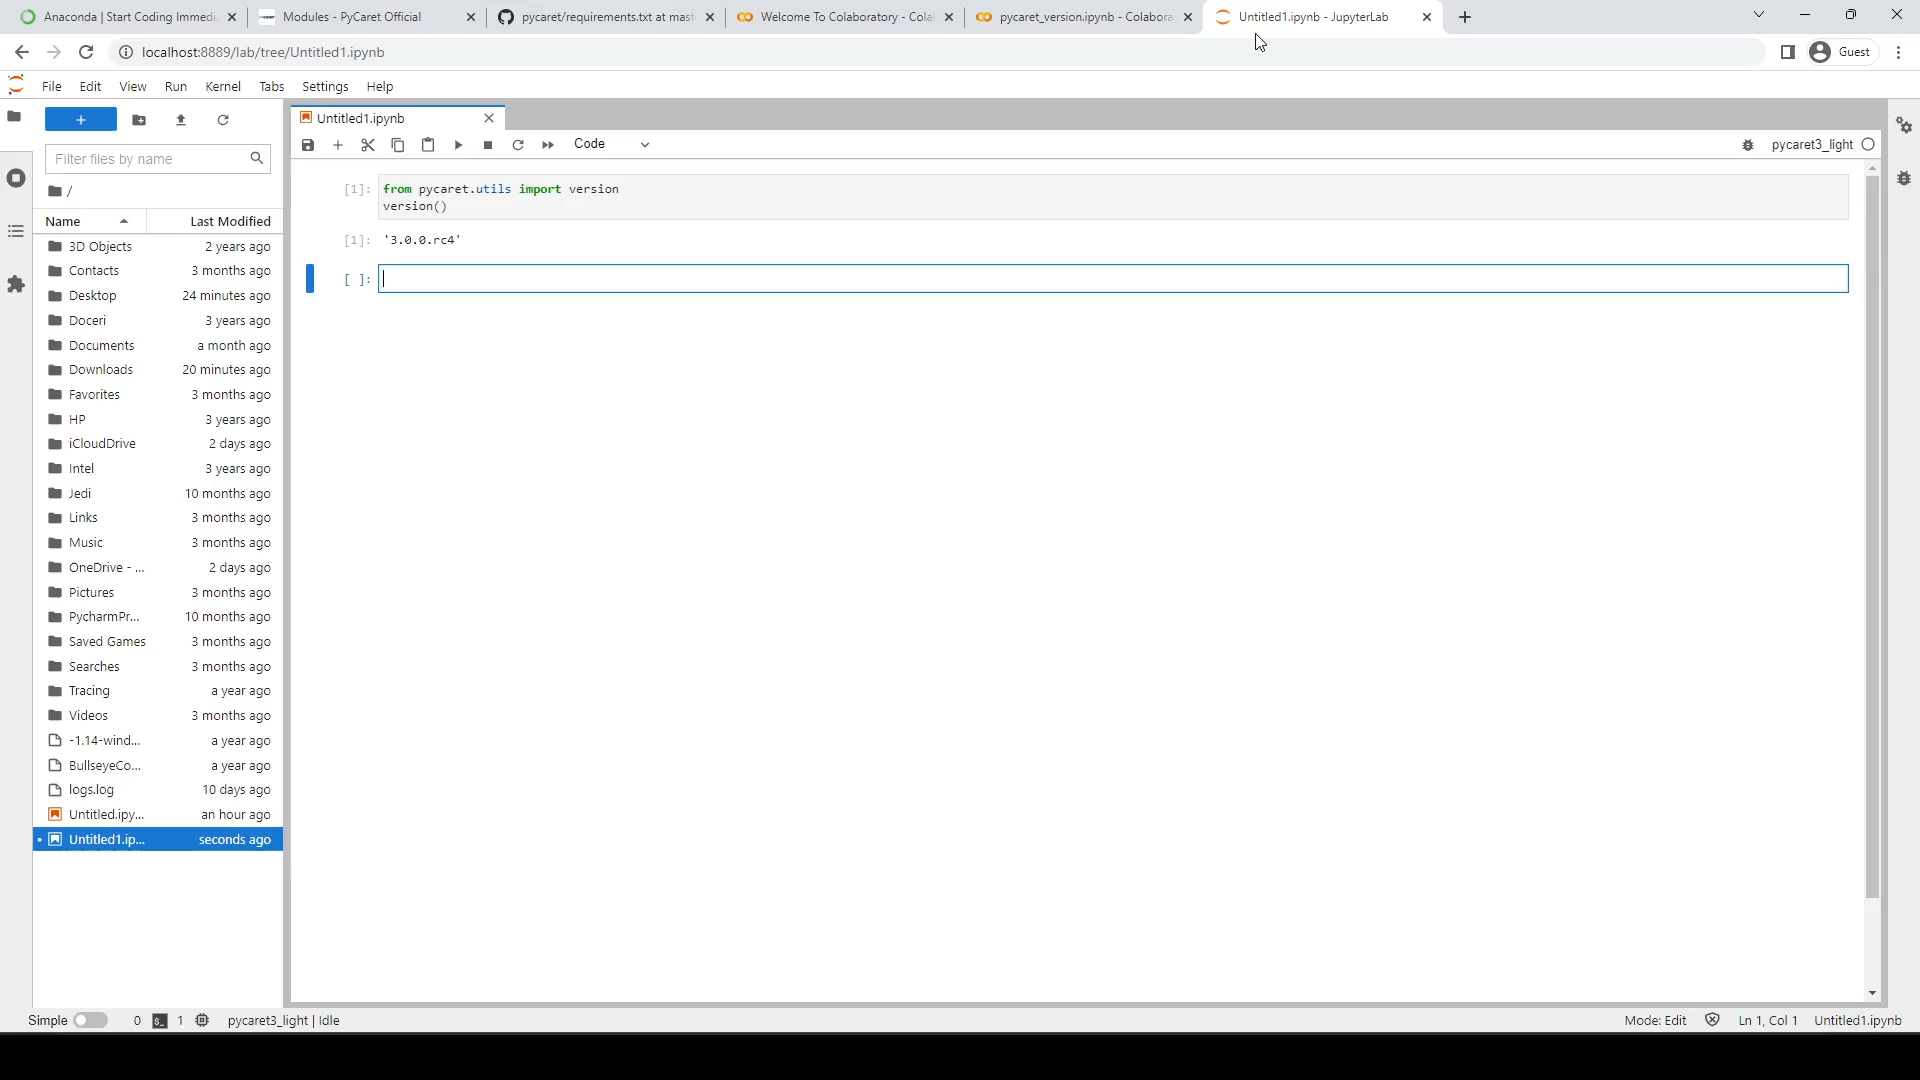 Anaconda | Start Coding Immedi
Modules - PyCaret Official
pycaret/requirements.txt at mast
Welcome To Colaboratory - Colal
pycaret_version.ipynb - Colabora
Untitled1.ipynb - JupyterLab
localhost:8889/lab/tree/Untitled1.ipynb
Guest
File Edit View Run Kernel Tabs Settings Help
Untitled1.ipynb
Code
pycaret3_light
Filter files by name
/
Name Last Modified
3D Objects 2 years ago
Contacts 3 months ago
Desktop 24 minutes ago
Doceri 3 years ago
Documents a month ago
Downloads 20 minutes ago
Favorites 3 months ago
HP 3 years ago
iCloudDrive 2 days ago
Intel 3 years ago
Jedi 10 months ago
Links 3 months ago
Music 3 months ago
OneDrive - ... 2 days ago
Pictures 3 months ago
PycharmPr... 10 months ago
Saved Games 3 months ago
Searches 3 months ago
Tracing a year ago
Videos 3 months ago
-1.14-wind... a year ago
BullseyeCo... a year ago
logs.log 10 days ago
Untitled.ipy... an hour ago
Untitled1.ip... seconds ago
[1]: from pycaret.utils import version
version()
[1]: '3.0.0.rc4'
[ ]:
Simple 0 1 pycaret3_light | Idle
Mode: Edit Ln 1, Col 1 Untitled1.ipynb